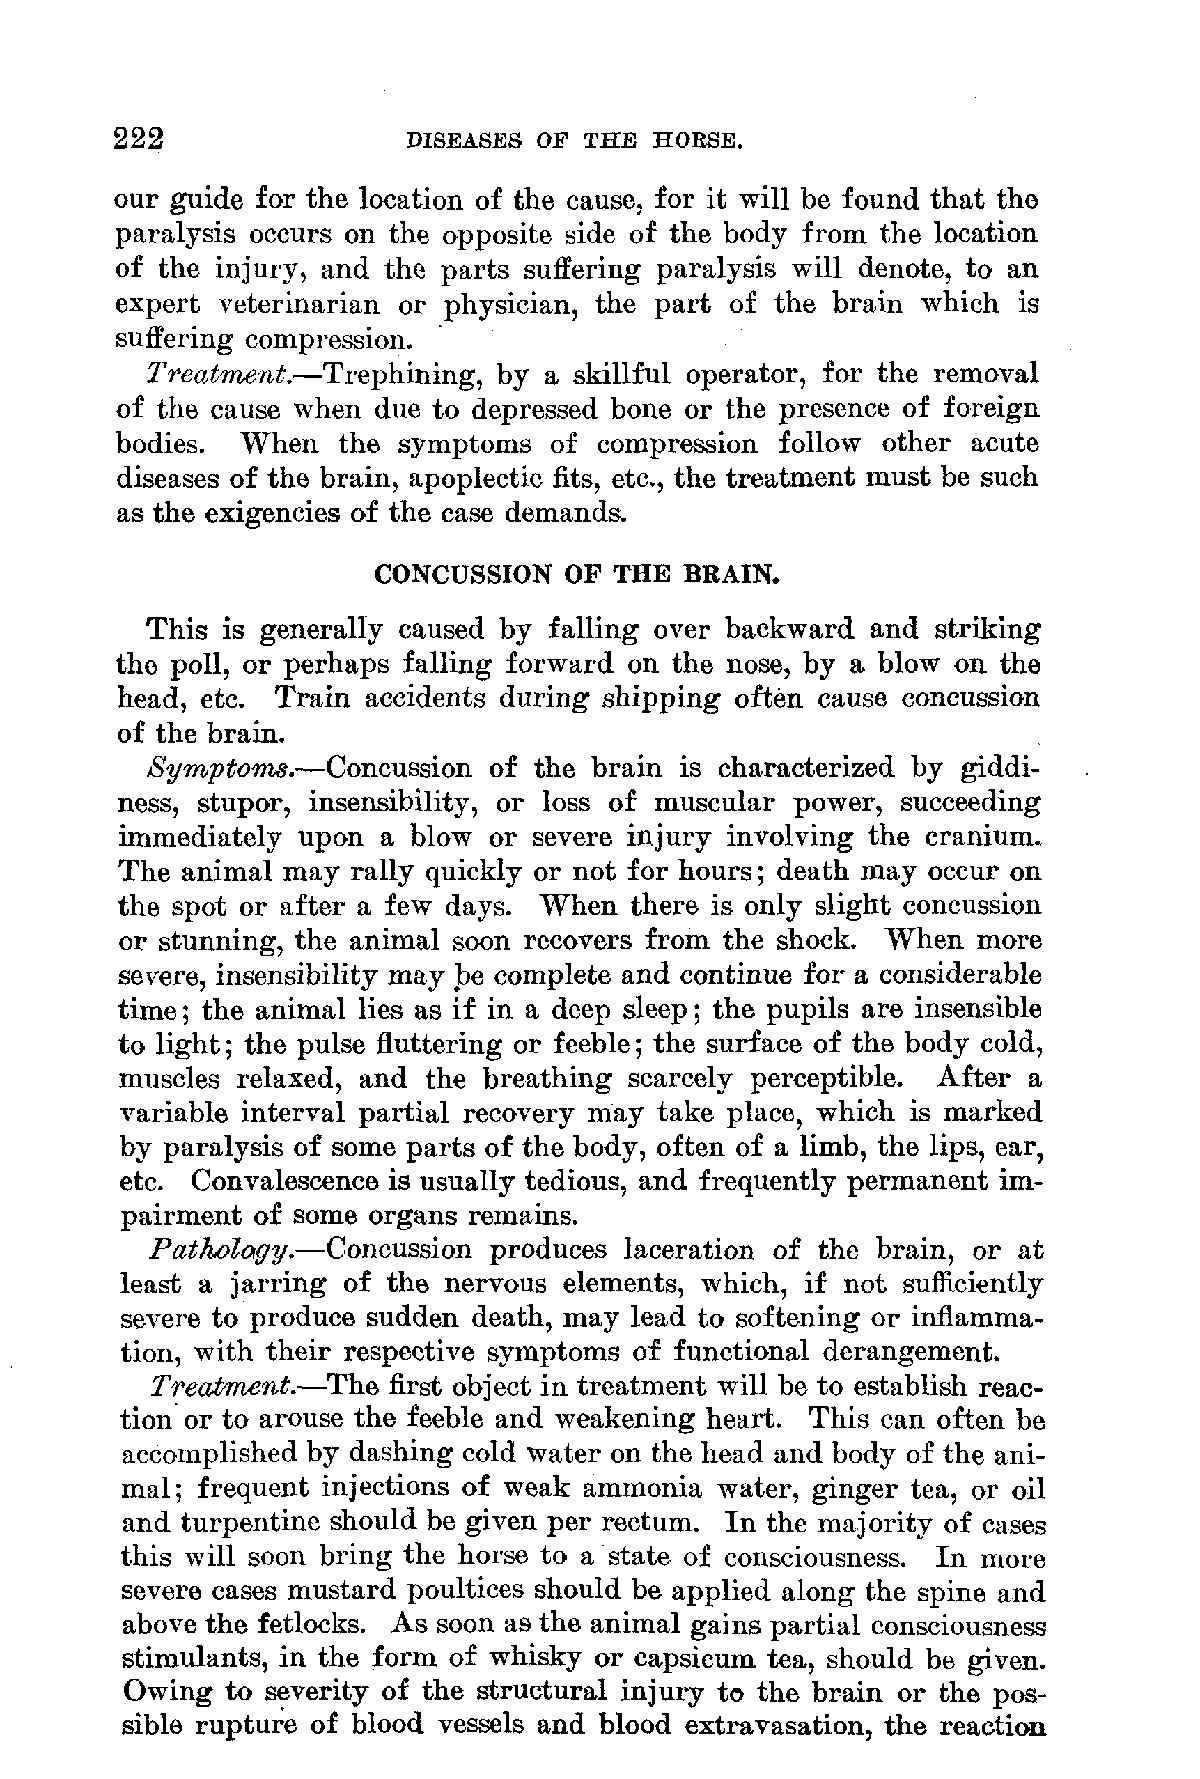 222 DISEASES OF THE HORSE.
our guide for the location of the cause, for it will be found that the
paralysis occurs on the opposite side of the body from the location
of the injury, and the parts suffering paralysis will denote, to an
expert veterinarian or physician, the part of the brain which is
suffering compression.
Treatment.—Trephining, by a skillful operator, for the removal
of the cause when due to depressed bone or the presence of foreign
bodies. When the symptoms of compression follow other acute
diseases of the brain, apoplectic fits, etc., the treatment must be such
as the exigencies of the case demands.
CONCUSSION OF THE BRAIN.
This is generally caused by falling over backward and striking
the poll, or perhaps falling forward on the nose, by a blow on the
head, etc. Train accidents during shipping often cause concussion
of the brain.
Symptoms.—Concussion of the brain is characterized by giddi-
ness, stupor, insensibility, or loss of muscular power, succeeding
immediately upon a blow or severe injury involving the cranium.
The animal may rally quickly or not for hours; death may occur on
the spot or after a few days. When there is only slight concussion
or stunning, the animal soon recovers from the shock. When more
severe, insensibility may be complete and continue for a considerable
time; the animal lies as if in a deep sleep; the pupils are insensible
to light; the pulse fluttering or feeble; the surface of the body cold,
muscles relaxed, and the breathing scarcely perceptible. After a
variable interval partial recovery may take place, which is marked
by paralysis of some parts of the body, often of a limb, the lips, ear,
etc. Convalescence is usually tedious, and frequently permanent im-
pairment of some organs remains.
Pathology.—Concussion produces laceration of the brain, or at
least a jarring of the nervous elements, which, if not sufficiently
severe to produce sudden death, may lead to softening or inflamma-
tion, with their respective symptoms of functional derangement.
Treatment.—The first object in treatment will be to establish reac-
tion or to arouse the feeble and weakening heart. This can often be
accomplished by dashing cold water on the head and body of the ani-
mal; frequent injections of weak ammonia water, ginger tea, or oil
and turpentine should be given per rectum. In the majority of cases
this will soon bring the horse to a state of consciousness. In more
severe cases mustard poultices should be applied along the spine and
above the fetlocks. As soon as the animal gains partial consciousness
stimulants, in the form of whisky or capsicum tea, should be given.
Owing to severity of the structural injury to the brain or the pos-
sible rupture of blood vessels and blood extravasation, the reaction